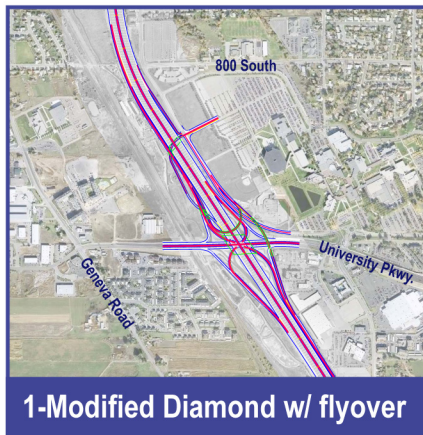 800 South
University Pkwy.
Geneva Road
1-Modified Diamond w/ flyover